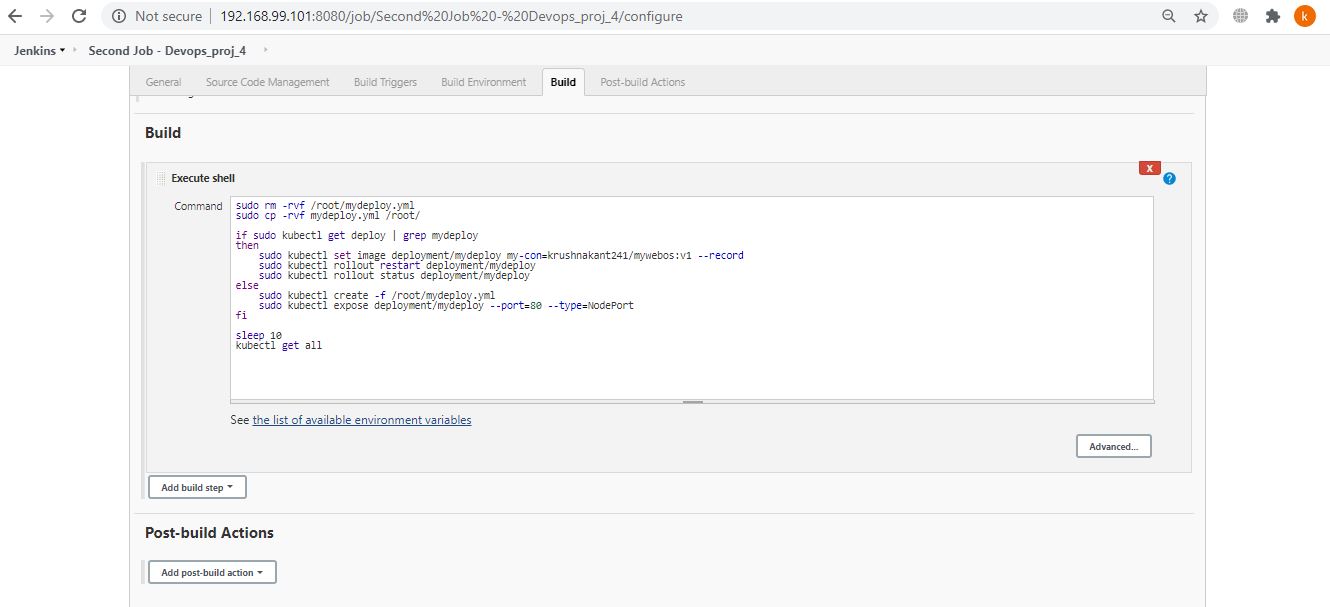 Not secure | 192.168.99.101:8080/job/Second%20Job%20-%20Devops_proj_4/configure
k
Jenkins Second Job - Devops_proj_4
General Source Code Management Build Triggers Build Environment Build Post-build Actions
Build
X
Execute shell
?
Command
sudo rm -rvf /root/mydeploy.yml
sudo cp -rvf mydeploy.yml /root/
if sudo kubectl get deploy | grep mydeploy
then
sudo kubectl set image deployment/mydeploy my-con=krushnakant241/mywebos:v1 --record
sudo kubectl rollout restart deployment/mydeploy
sudo kubectl rollout status deployment/mydeploy
else
sudo kubectl create -f /root/mydeploy.yml
sudo kubectl expose deployment/mydeploy --port=80 --type=NodePort
fi
sleep 10
kubectl get all
See the list of available environment variables
Advanced...
Add build step
Post-build Actions
Add post-build action